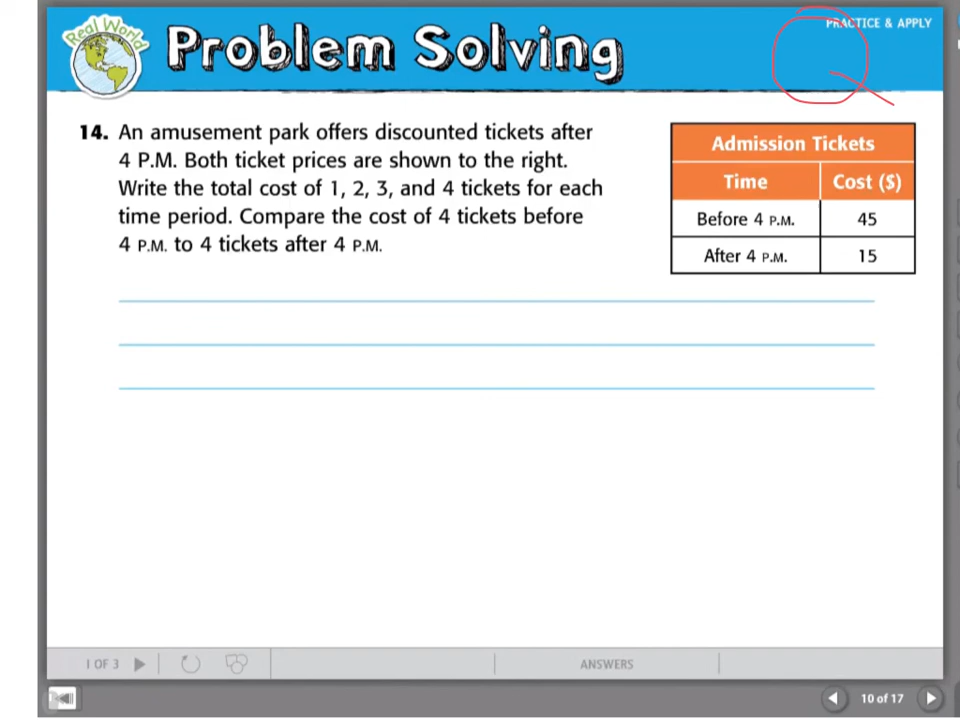 Real World
Problem Solving
PRACTICE & APPLY
14. An amusement park offers discounted tickets after
4 P.M. Both ticket prices are shown to the right.
Write the total cost of 1, 2, 3, and 4 tickets for each
time period. Compare the cost of 4 tickets before
4 P.M. to 4 tickets after 4 P.M.
Admission Tickets
Time Cost ($)
Before 4 P.M. 45
After 4 P.M. 15
1 OF 3
ANSWERS
10 of 17